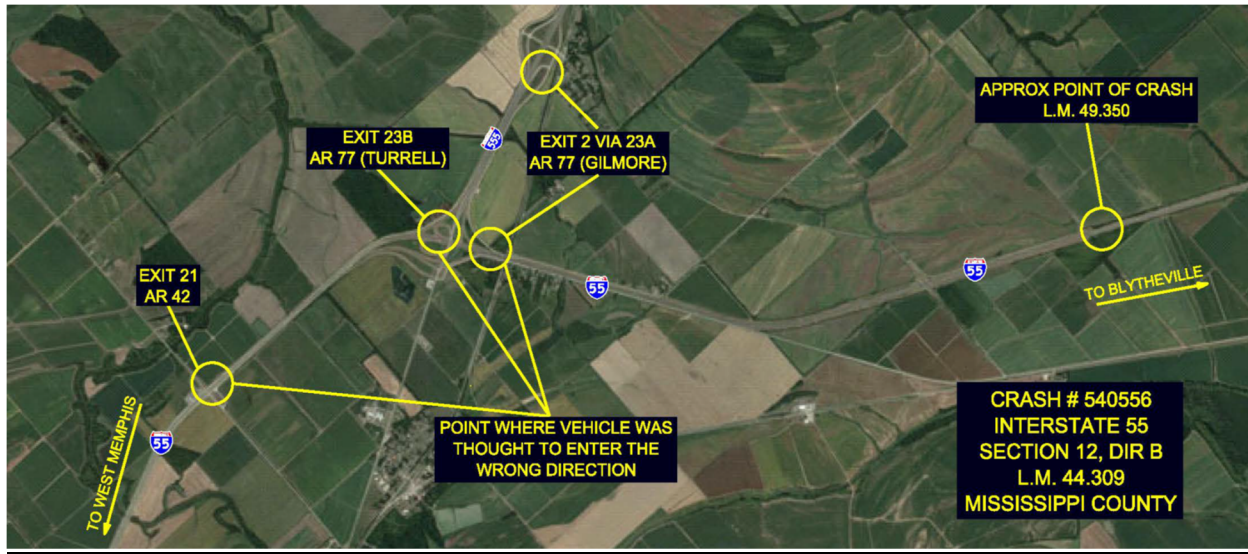 APPROX POINT OF CRASH
L.M. 49.350
EXIT 23B
AR 77 (TURRELL)
555
EXIT 2 VIA 23A
AR 77 (GILMORE)
EXIT 21
AR 42
55
55
TO BLYTHEVILLE
TO WEST MEMPHIS
55
POINT WHERE VEHICLE WAS
THOUGHT TO ENTER THE
WRONG DIRECTION
CRASH # 540556
INTERSTATE 55
SECTION 12, DIR B
L.M. 44.309
MISSISSIPPI COUNTY